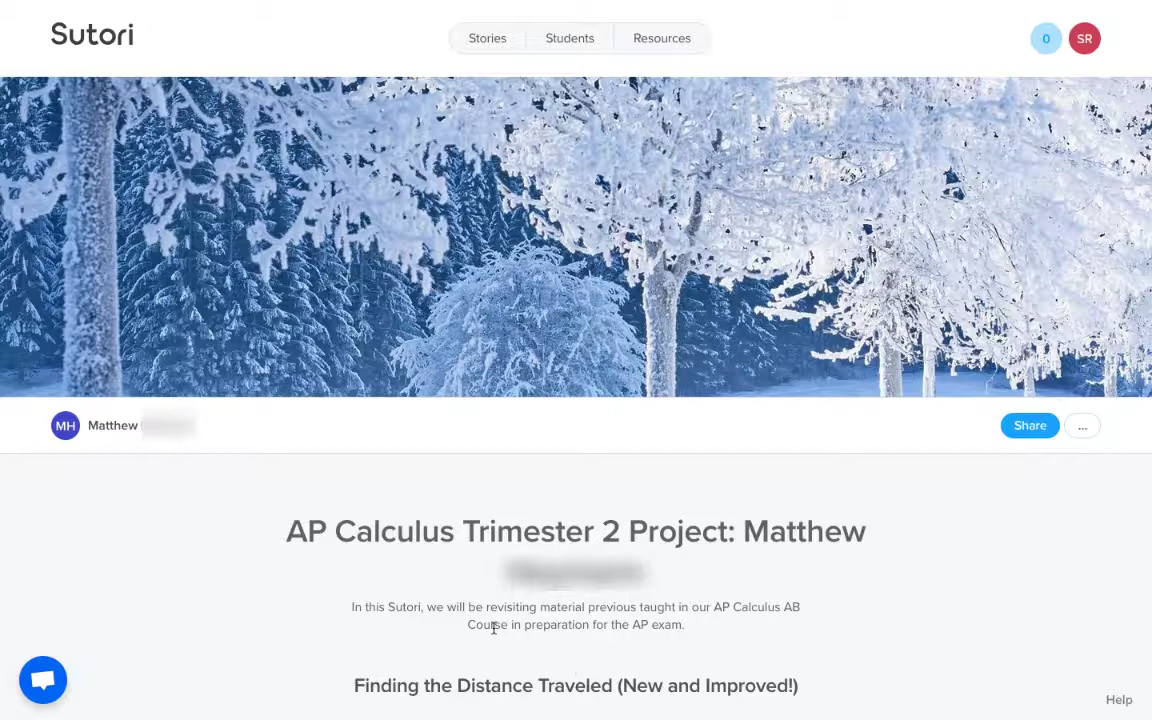 Sutori
Stories
Students
Resources
0
SR
MH
Matthew
Share
...
AP Calculus Trimester 2 Project: Matthew
In this Sutori, we will be revisiting material previous taught in our AP Calculus AB
Course in preparation for the AP exam.
Finding the Distance Traveled (New and Improved!)
Help